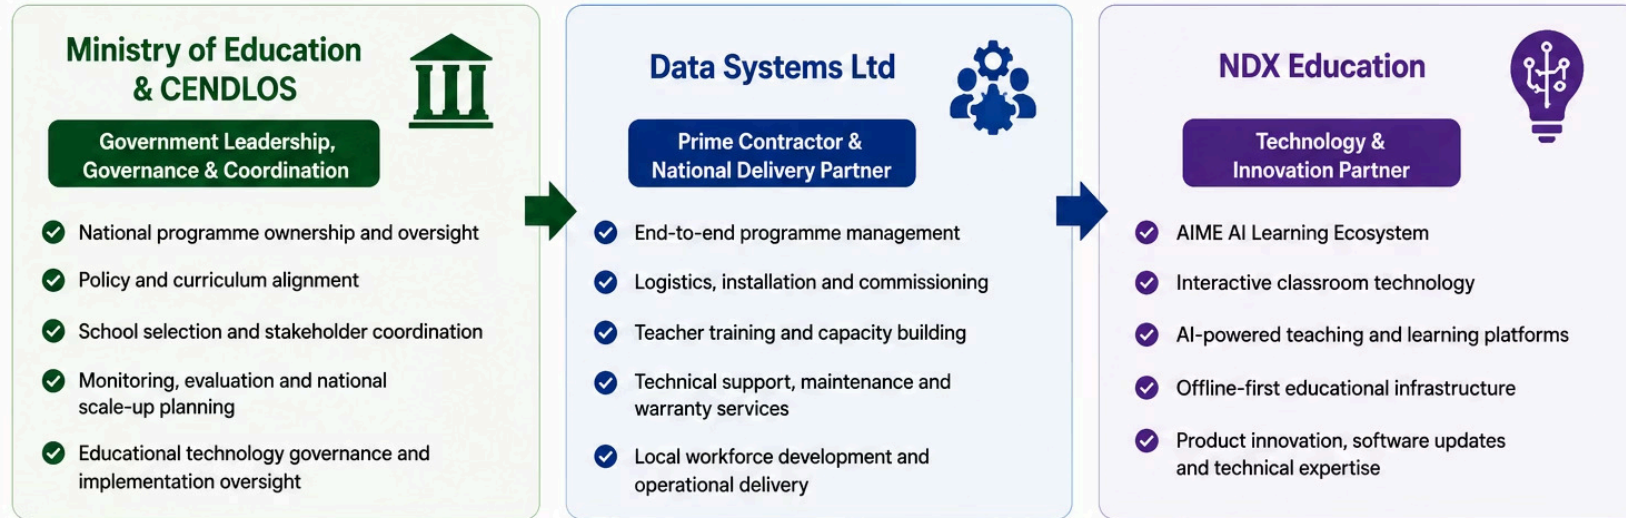 Ministry of Education
& CENDLOS
Government Leadership,
Governance & Coordination
National programme ownership and oversight
Policy and curriculum alignment
School selection and stakeholder coordination
Monitoring, evaluation and national
scale-up planning
Educational technology governance and
implementation oversight
Data Systems Ltd
Prime Contractor &
National Delivery Partner
End-to-end programme management
Logistics, installation and commissioning
Teacher training and capacity building
Technical support, maintenance and
warranty services
Local workforce development and
operational delivery
NDX Education
Technology &
Innovation Partner
AIME AI Learning Ecosystem
Interactive classroom technology
AI-powered teaching and learning platforms
Offline-first educational infrastructure
Product innovation, software updates
and technical expertise